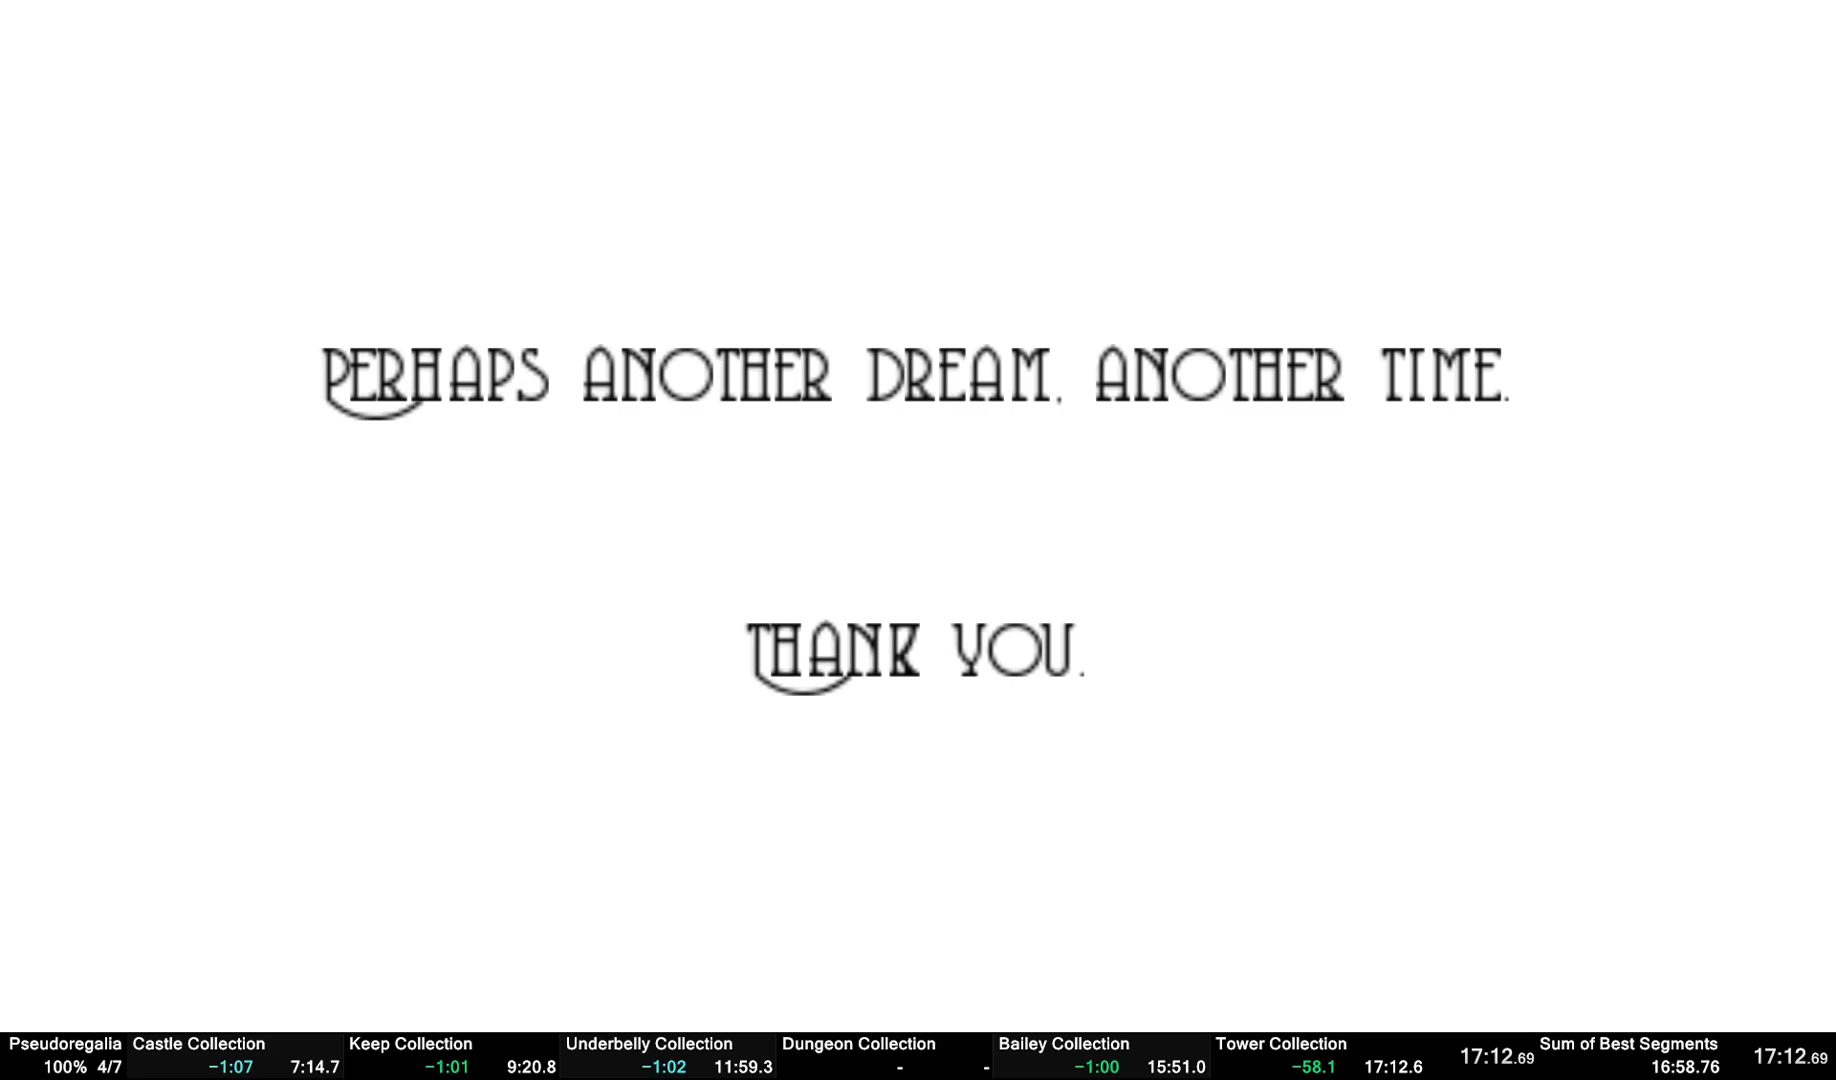 PERHAPS ANOTHER DREAM, ANOTHER TIME.
THANK YOU.
Pseudoregalia
100% 4/7
Castle Collection
−1:07 7:14.7
Keep Collection
−1:01 9:20.8
Underbelly Collection
−1:02 11:59.3
Dungeon Collection
- -
Bailey Collection
−1:00 15:51.0
Tower Collection
−58.1 17:12.6
17:12.69
Sum of Best Segments
16:58.76
17:12.69